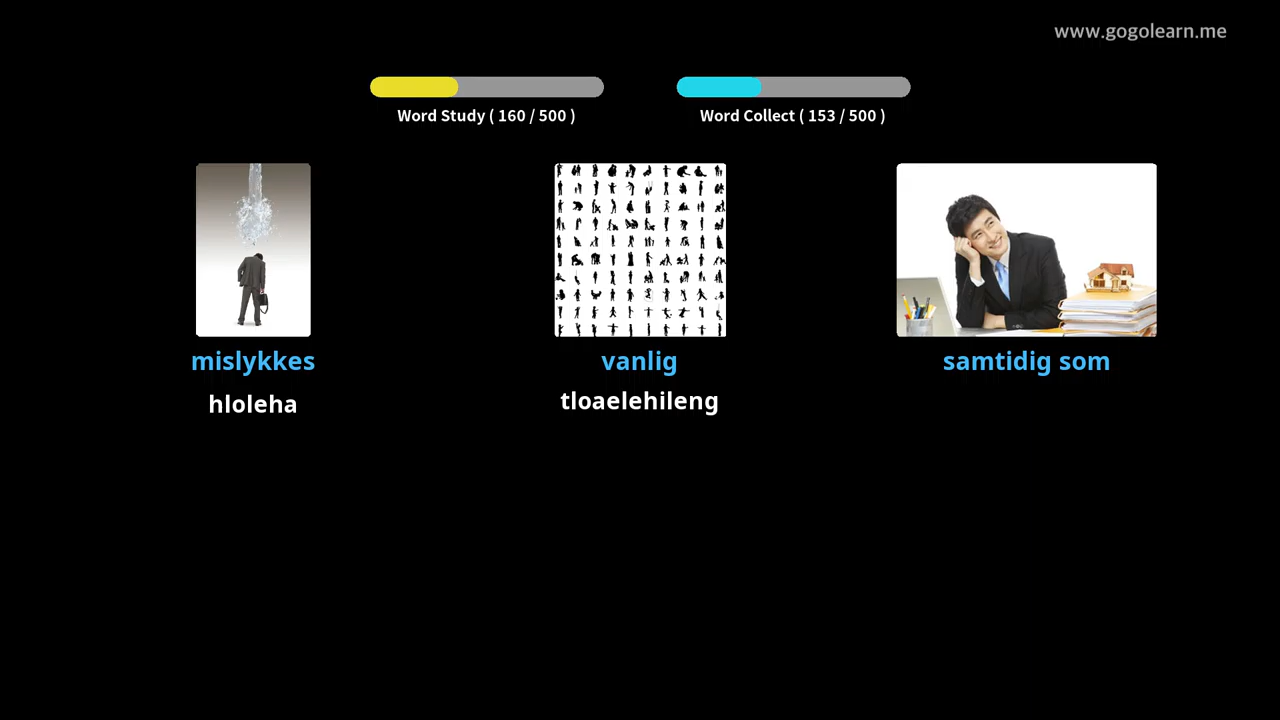 www.gogolearn.me
Word Study ( 160 / 500 )
Word Collect ( 153 / 500 )
mislykkes
vanlig
samtidig som
hloleha
tloaelehileng